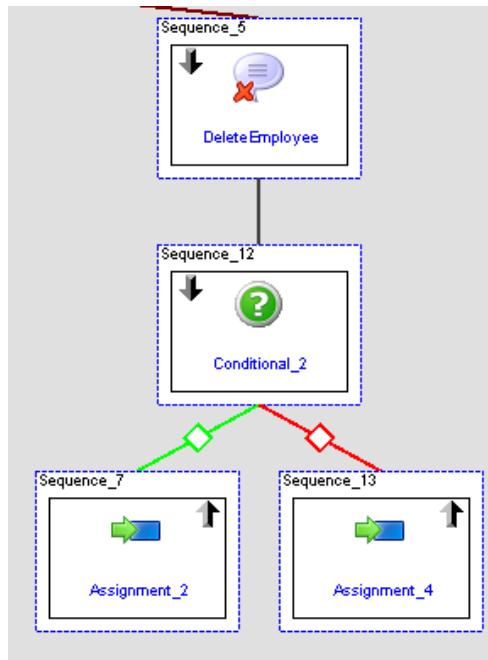 Sequence_5
DeleteEmployee
Sequence_12
?
Conditional_2
Sequence_7
Sequence_13
Assignment_2
Assignment_4